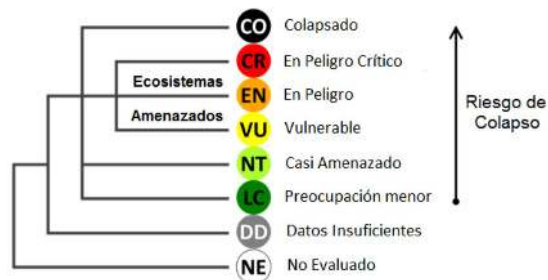 CO Colapsado
CR En Peligro Crítico
Ecosistemas
EN En Peligro
Amenazados
VU Vulnerable
NT Casi Amenazado
LC Preocupación menor
DD Datos Insuficientes
NE No Evaluado
Riesgo de
Colapso